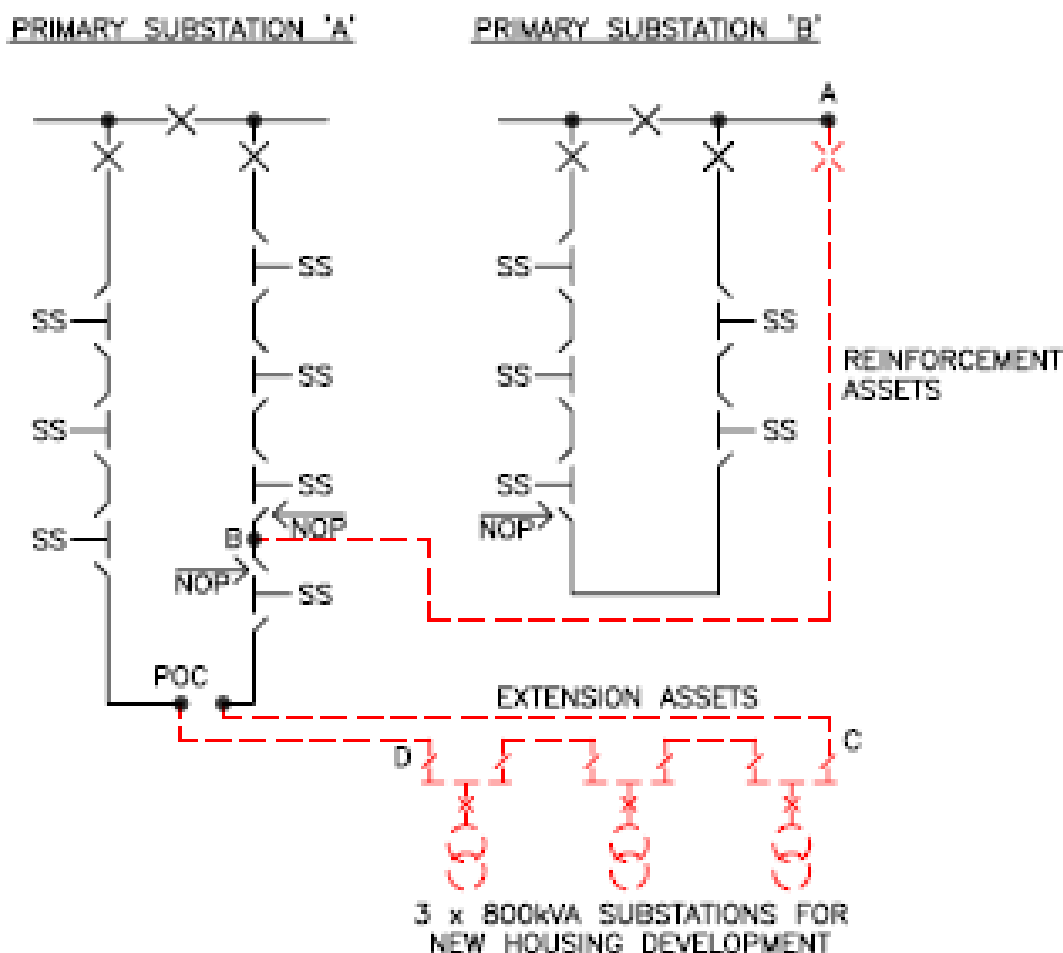 PRIMARY SUBSTATION 'A'
PRIMARY SUBSTATION 'B'
A
SS
SS
SS
SS
SS
SS
SS
SS
REINFORCEMENT
ASSETS
SS
SS
SS
SS
NOP
NOP
B
NOP
SS
POC
EXTENSION ASSETS
D
C
3 x 800kVA SUBSTATIONS FOR
NEW HOUSING DEVELOPMENT